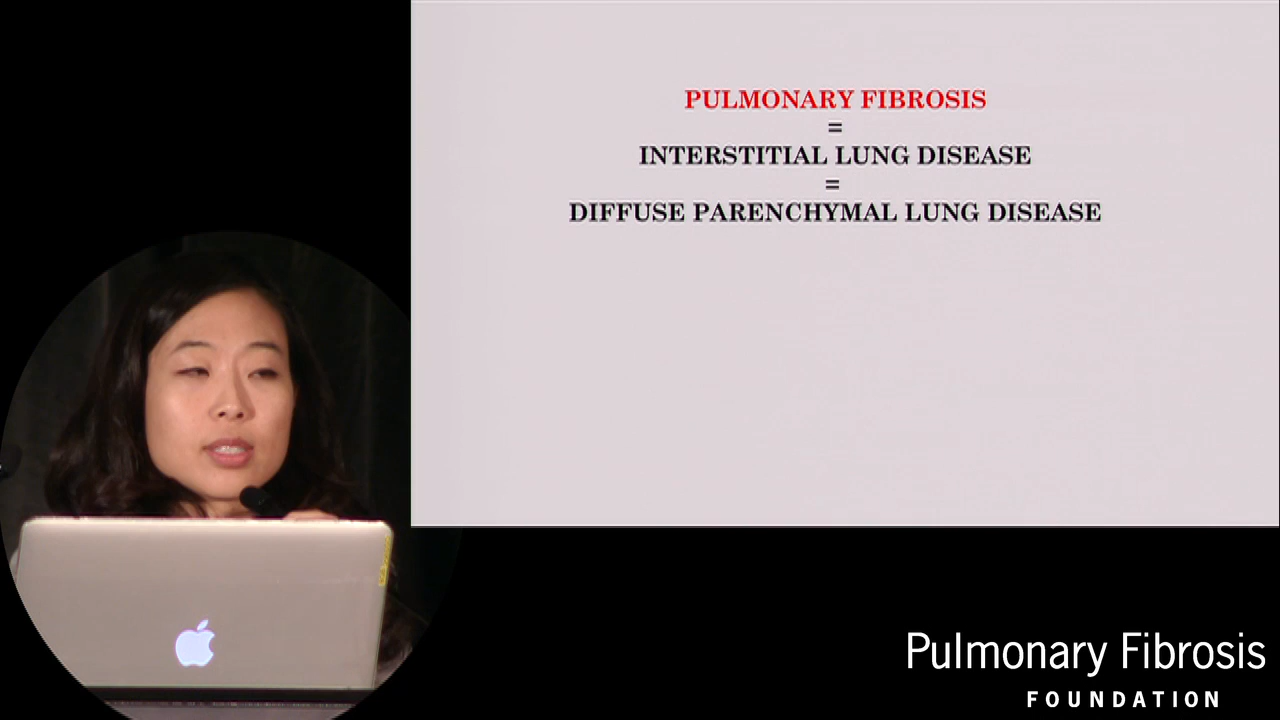 PULMONARY FIBROSIS
=
INTERSTITIAL LUNG DISEASE
=
DIFFUSE PARENCHYMAL LUNG DISEASE
Pulmonary Fibrosis
FOUNDATION